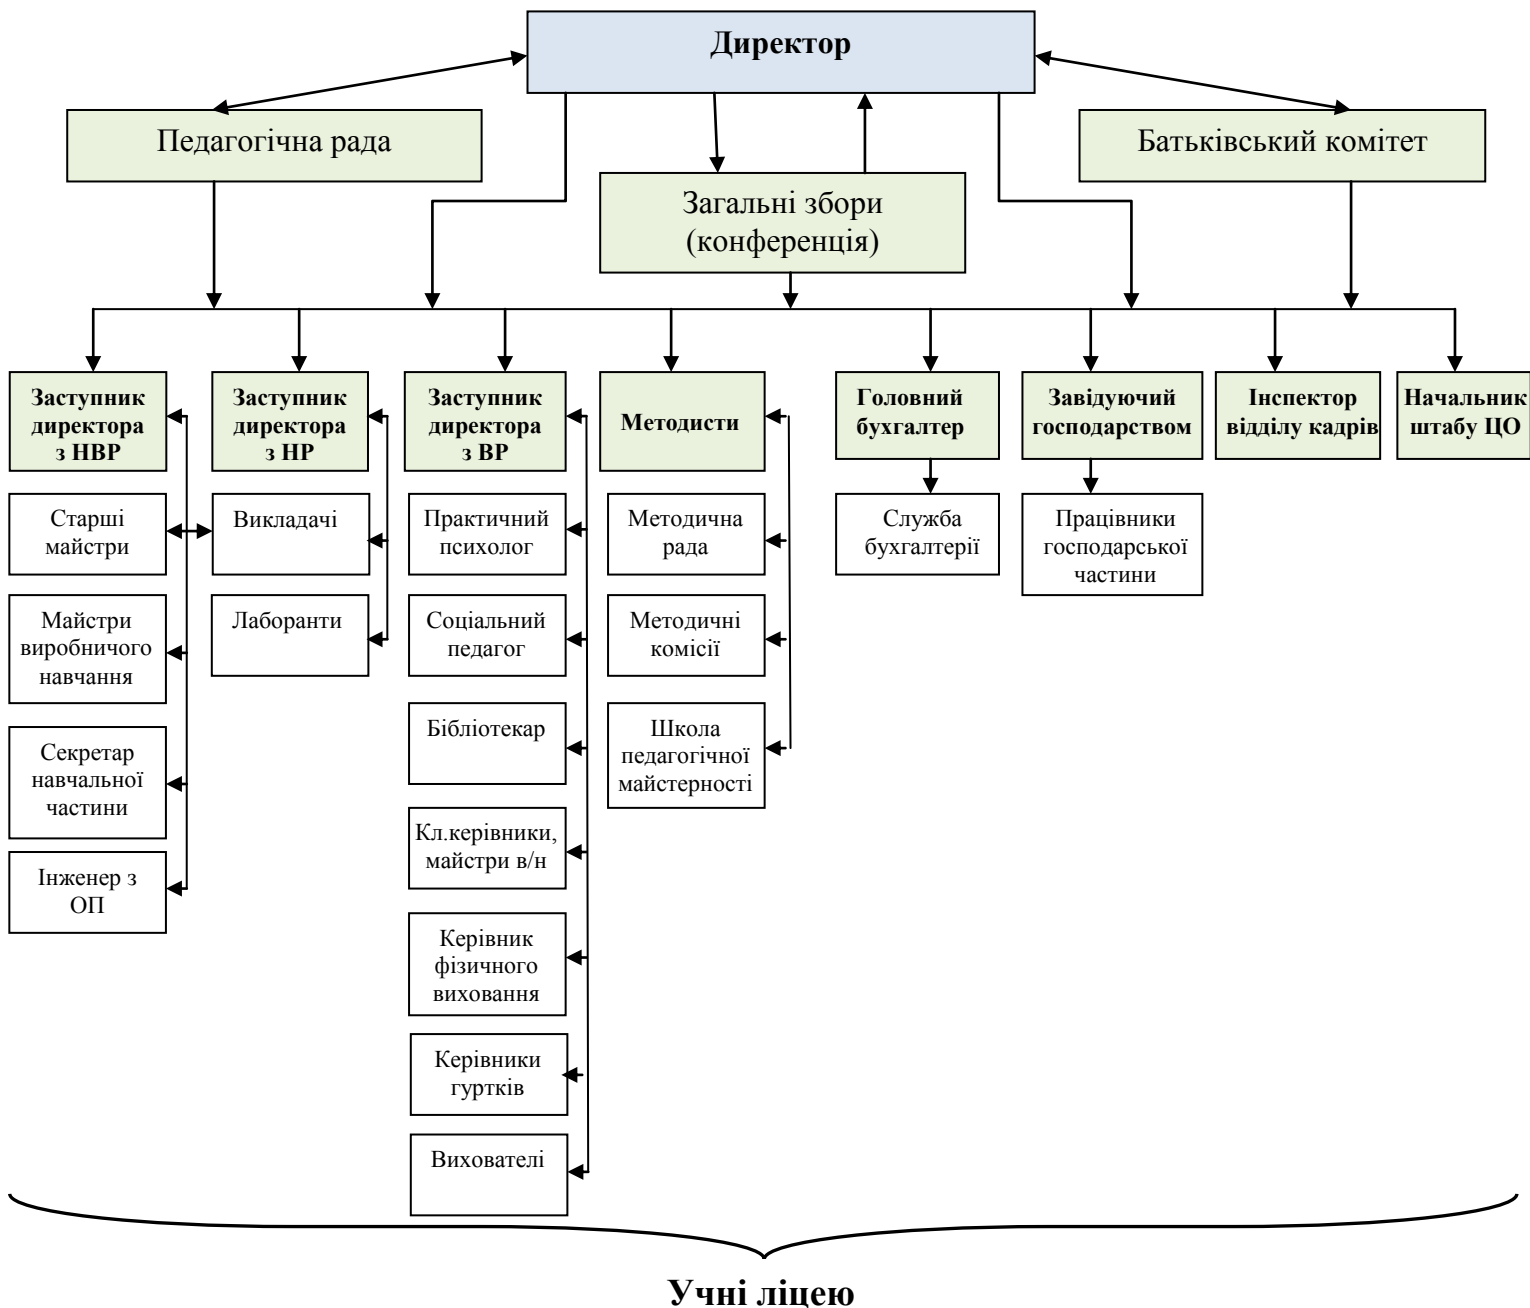 Директор
Педагогічна рада
Батьківський комітет
Загальні збори
(конференція)
Заступник
директора
з НВР
Заступник
директора
з НР
Заступник
директора
з ВР
Методисти
Головний
бухгалтер
Завідуючий
господарством
Інспектор
відділу кадрів
Начальник
штабу ЦО
Старші
майстри
Викладачі
Практичний
психолог
Методична
рада
Служба
бухгалтерії
Працівники
господарської
частини
Майстри
виробничого
навчання
Лаборанти
Соціальний
педагог
Методичні
комісії
Секретар
навчальної
частини
Бібліотекар
Школа
педагогічної
майстерності
Інженер з
ОП
Кл.керівники,
майстри в/н
Керівник
фізичного
виховання
Керівники
гуртків
Вихователі
Учні ліцею